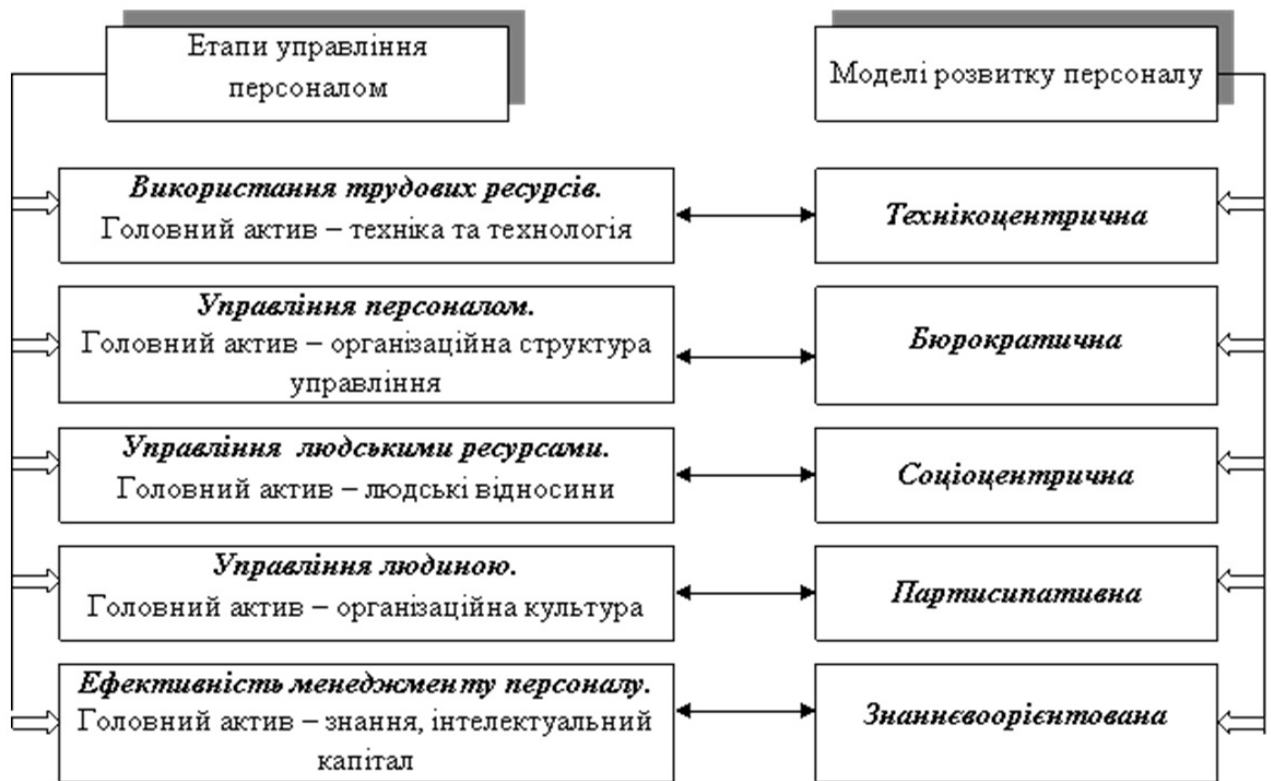 Етапи управління
персоналом
Моделі розвитку персоналу
Використання трудових ресурсів.
Головний актив – техніка та технологія
Технікоцентрична
Управління персоналом.
Головний актив – організаційна структура
управління
Бюрократична
Управління людськими ресурсами.
Головний актив – людські відносини
Соціоцентрична
Управління людиною.
Головний актив – організаційна культура
Партисипативна
Ефективність менеджменту персоналу.
Головний актив – знання, інтелектуальний
капітал
Знаннєвоорієнтована